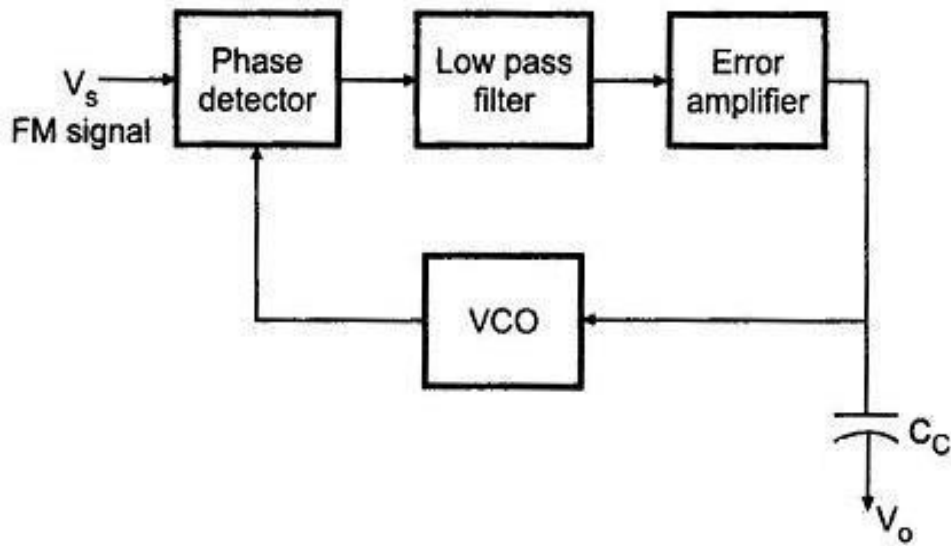 Phase
detector
Low pass
filter
Error
amplifier
Vs
FM signal
VCO
CC
Vo